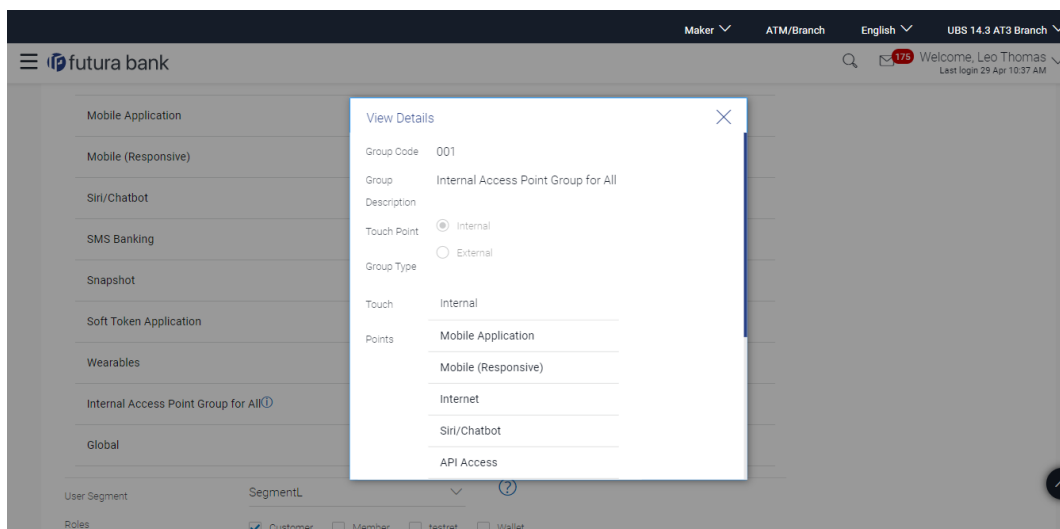 Maker ATM/Branch English UBS 14.3 AT3 Branch
futura bank 175 Welcome, Leo Thomas
Last login 29 Apr 10:37 AM
Mobile Application
Mobile (Responsive)
Siri/Chatbot
SMS Banking
Snapshot
Soft Token Application
Wearables
Internal Access Point Group for All
Global
User Segment SegmentL
Roles Customer Member testret Wallet
View Details
Group Code 001
Group Internal Access Point Group for All
Description
Touch Point Internal
External
Group Type
Touch Internal
Points Mobile Application
Mobile (Responsive)
Internet
Siri/Chatbot
API Access